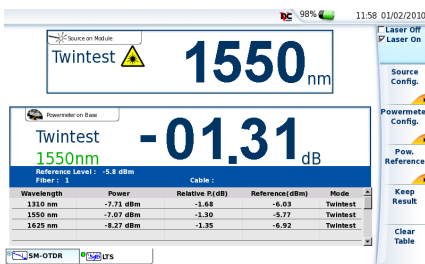 98% 11:58 01/02/2010
Source on Module
Twintest
1550 nm
Laser Off
Laser On
Source Config.
Powermete Config.
Pow. Reference
Keep Result
Clear Table
Powermeter on Base
Twintest
1550nm
-01.31 dB
Reference Level : -5.8 dBm
Fiber : 1 Cable :
Wavelength Power Relative P.(dB) Reference(dBm) Mode
1310 nm -7.71 dBm -1.68 -6.03 Twintest
1550 nm -7.07 dBm -1.30 -5.77 Twintest
1625 nm -8.27 dBm -1.35 -6.92 Twintest
SM-OTDR LTS